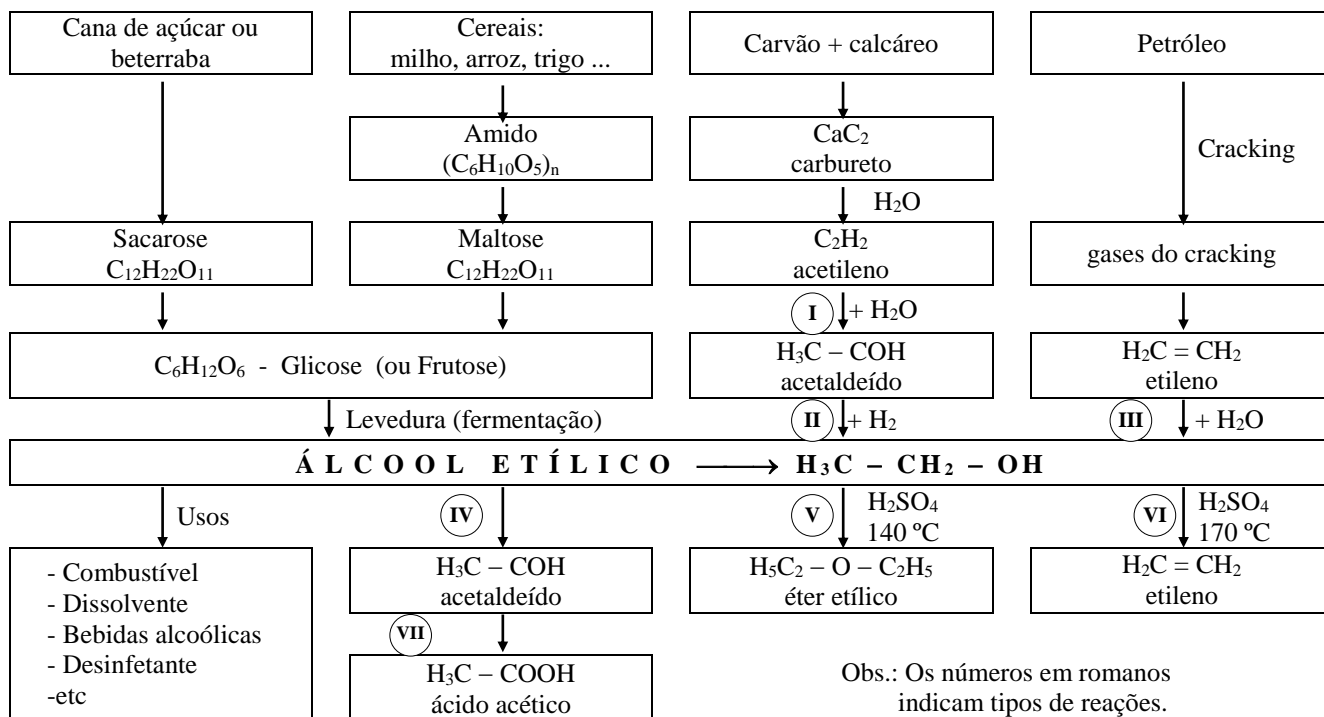 Cana de açúcar ou
beterraba
Cereais:
milho, arroz, trigo ...
Carvão + calcáreo
Petróleo
Amido
(C₆H₁₀O₅)ₙ
CaC₂
carbureto
Cracking
H₂O
Sacarose
C₁₂H₂₂O₁₁
Maltose
C₁₂H₂₂O₁₁
C₂H₂
acetileno
gases do cracking
I + H₂O
C₆H₁₂O₆ - Glicose (ou Frutose)
H₃C – COH
acetaldeído
H₂C = CH₂
etileno
Levedura (fermentação)
II + H₂
III + H₂O
ÁLCOOL ETÍLICO ⟶ H₃C – CH₂ – OH
Usos
IV
V
H₂SO₄
140 ºC
VI
H₂SO₄
170 ºC
- Combustível
- Dissolvente
- Bebidas alcoólicas
- Desinfetante
-etc
H₃C – COH
acetaldeído
H₅C₂ – O – C₂H₅
éter etílico
H₂C = CH₂
etileno
VII
H₃C – COOH
ácido acético
Obs.: Os números em romanos
indicam tipos de reações.